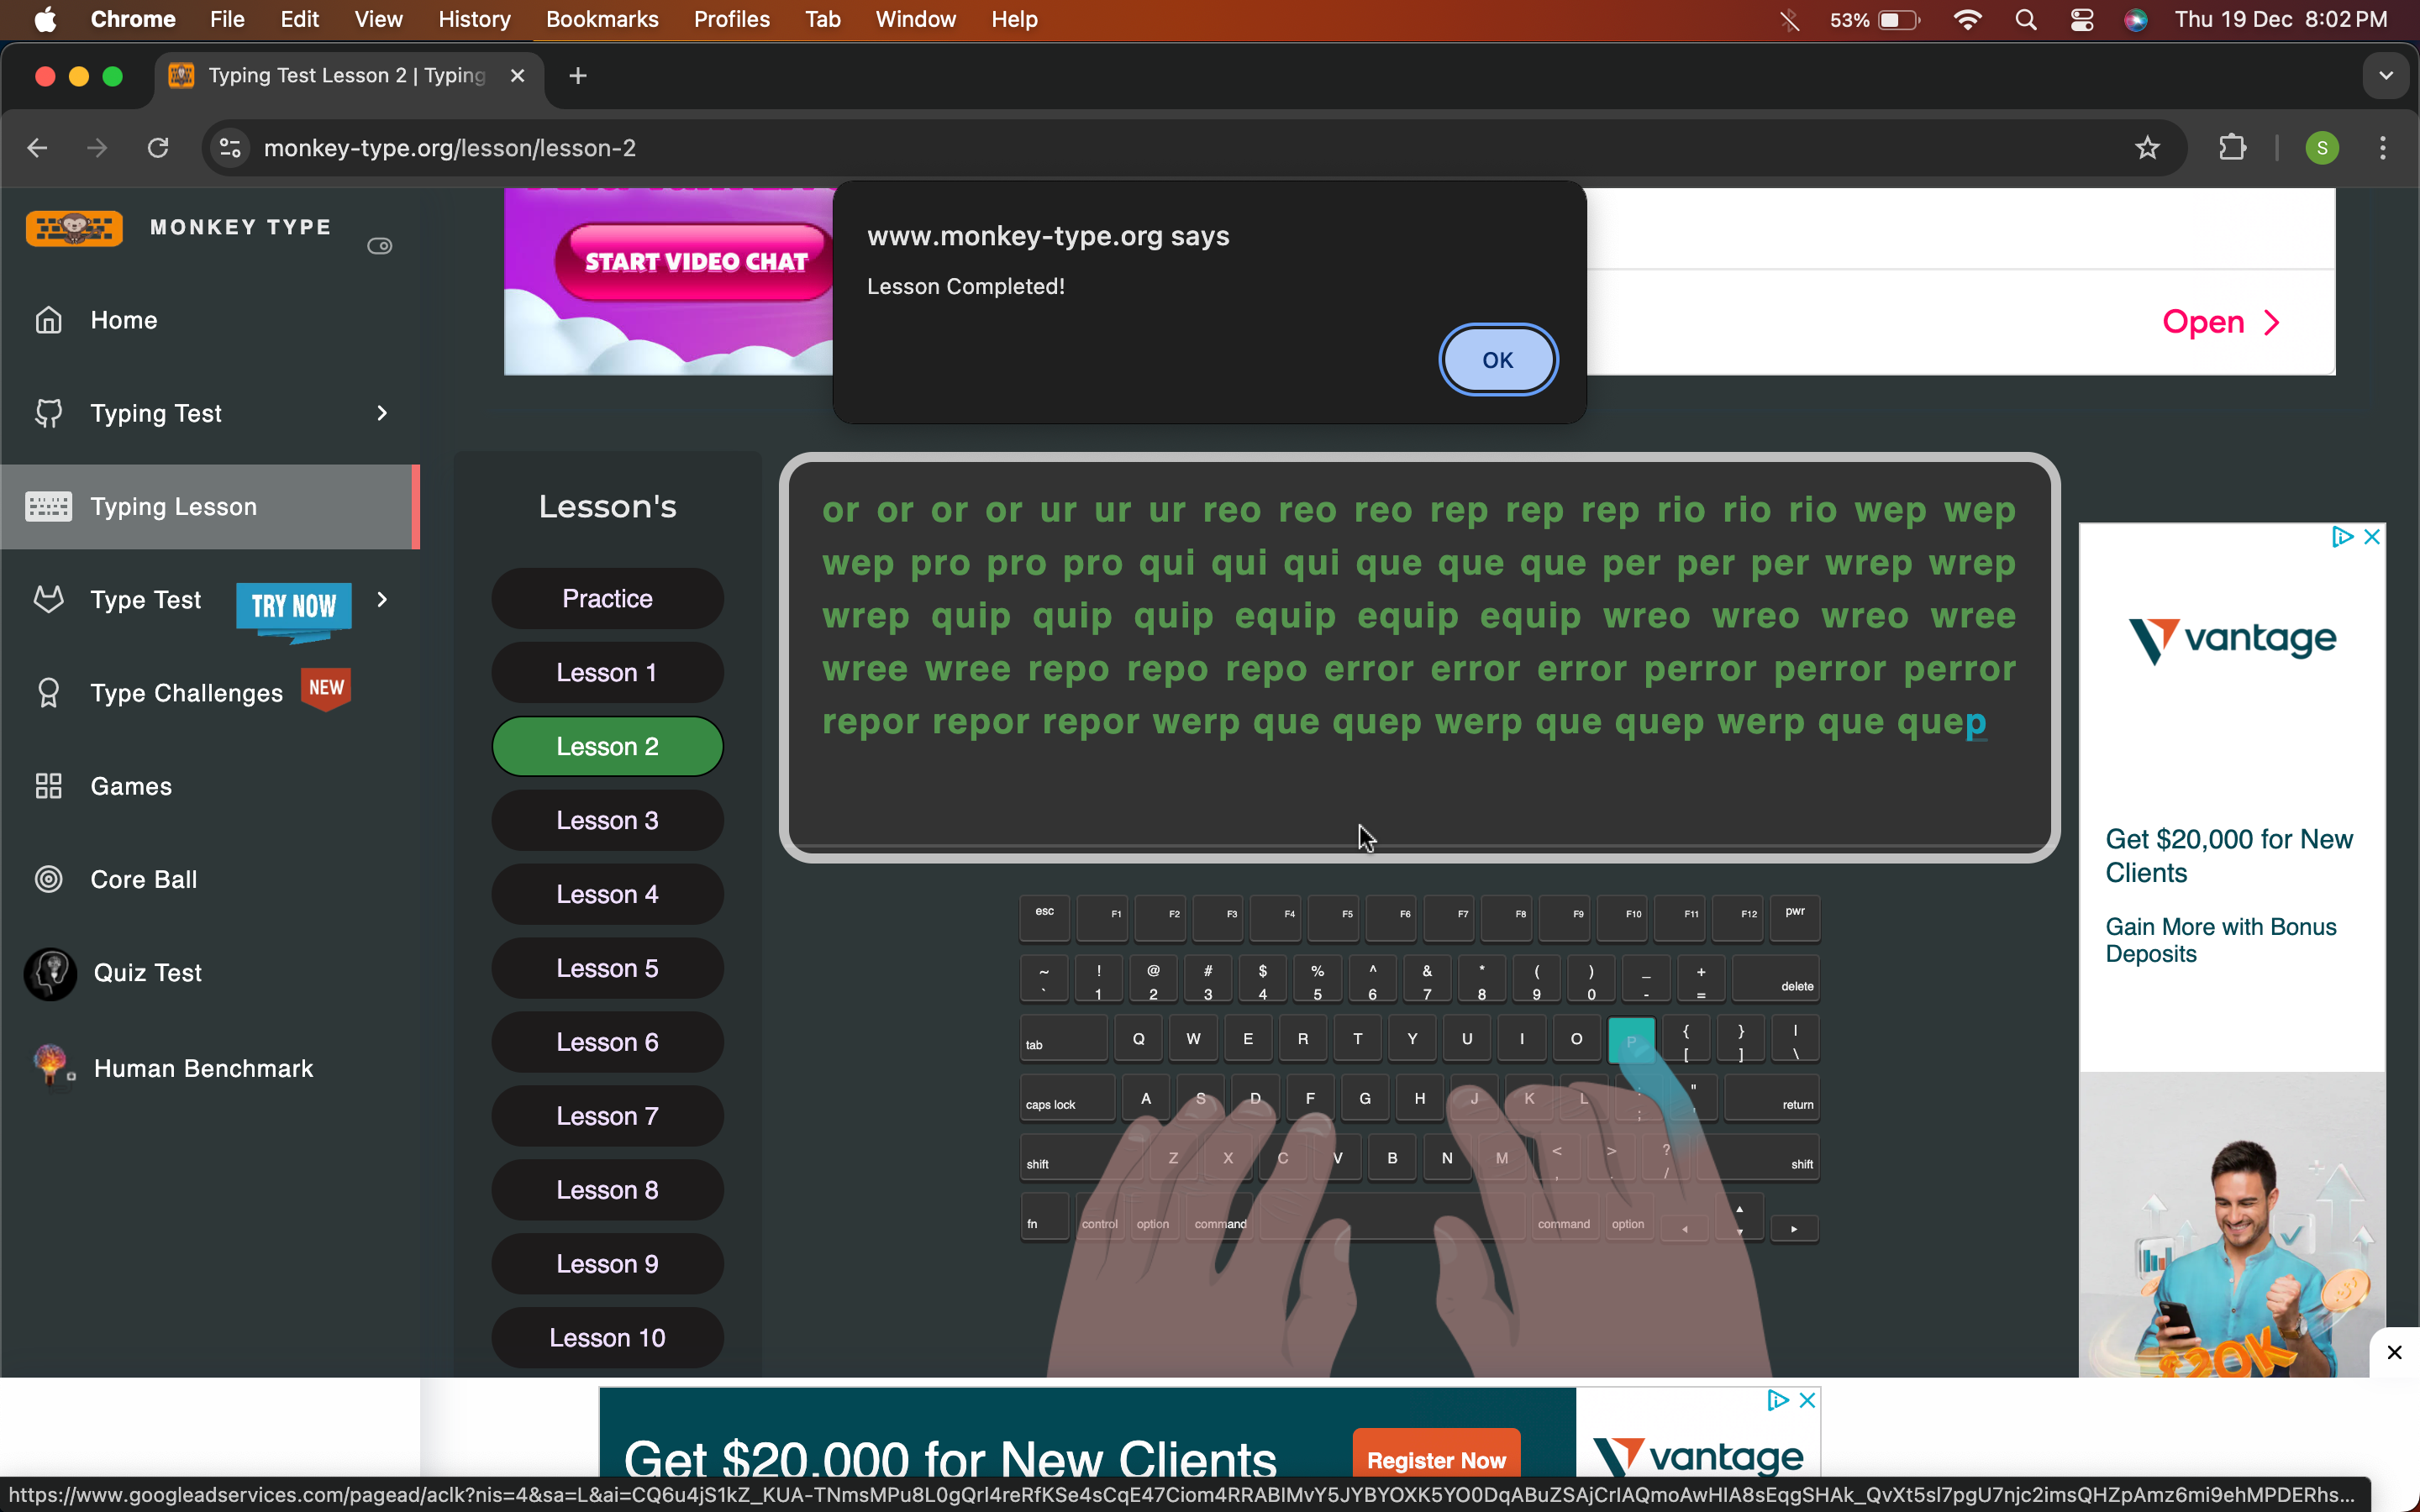 Chrome File Edit View History Bookmarks Profiles Tab Window Help 53% Thu 19 Dec 8:02 PM
Typing Test Lesson 2 | Typing
monkey-type.org/lesson/lesson-2
S
MONKEY TYPE
Home
Typing Test
Typing Lesson
Type Test TRY NOW
Type Challenges NEW
Games
Core Ball
Quiz Test
Human Benchmark
START VIDEO CHAT
www.monkey-type.org says
Lesson Completed!
OK
Open
Lesson's
Practice
Lesson 1
Lesson 2
Lesson 3
Lesson 4
Lesson 5
Lesson 6
Lesson 7
Lesson 8
Lesson 9
Lesson 10
or or or or ur ur ur reo reo reo rep rep rep rio rio rio wep wep
wep pro pro pro qui qui qui que que que per per per wrep wrep
wrep quip quip quip equip equip equip wreo wreo wreo wree
wree wree repo repo repo error error error perror perror perror
repor repor repor werp que quep werp que quep werp que quep
esc F1 F2 F3 F4 F5 F6 F7 F8 F9 F10 F11 F12 pwr
~ ! @ # $ % ^ & * ( ) _ +
` 1 2 3 4 5 6 7 8 9 0 - = delete
tab Q W E R T Y U I O P { [ } ] | \
caps lock A S D F G H J K L : ; " ' return
shift Z X C V B N M < , > . ? / shift
fn control option command command option
vantage
Get $20,000 for New
Clients
Gain More with Bonus
Deposits
$20K
Get $20,000 for New Clients
Register Now
vantage
https://www.googleadservices.com/pagead/aclk?nis=4&sa=L&ai=CQ6u4jS1kZ_KUA-TNmsMPu8L0gQrI4reRfKSe4sCqE47Ciom4RRABIMvY5JYBYOXK5YO0DqABuZSAjCrIAQmoAwHIA8sEqgSHAk_QvXt5sl7pgU7njc2imsQHZpAmz6mi9ehMPDERhs...